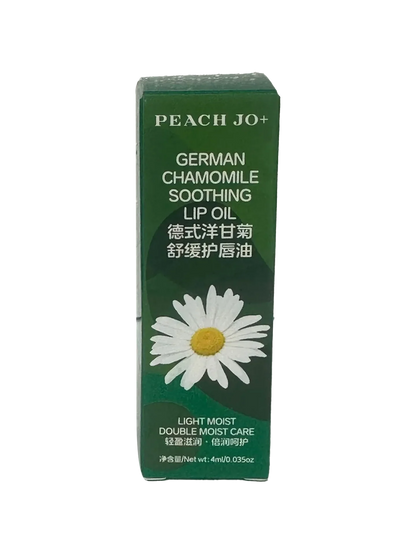 PEACH JO+
GERMAN
CHAMOMILE
SOOTHING
LIP OIL
德式洋甘菊
舒缓护唇油
LIGHT MOIST
DOUBLE MOIST CARE
轻盈滋润·倍润呵护
净含量/Net wt: 4ml/0.035oz